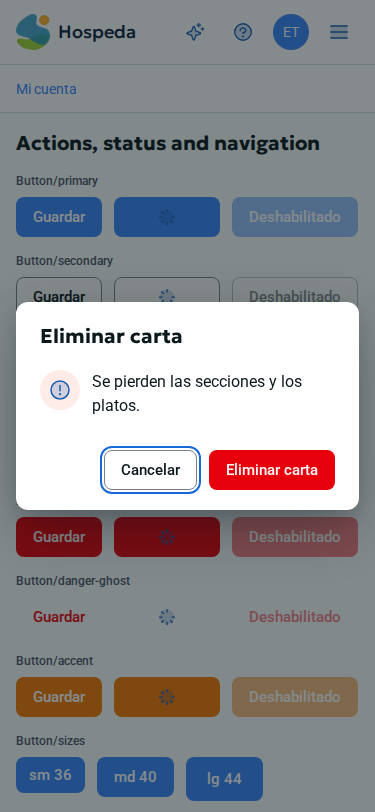 Hospeda
ET
Mi cuenta
Actions, status and navigation
Button/primary
Guardar
Deshabilitado
Button/secondary
Guardar
Deshabilitado
Eliminar carta
Se pierden las secciones y los
platos.
Cancelar
Eliminar carta
Guardar
Deshabilitado
Button/danger-ghost
Guardar
Deshabilitado
Button/accent
Guardar
Deshabilitado
Button/sizes
sm 36
md 40
lg 44